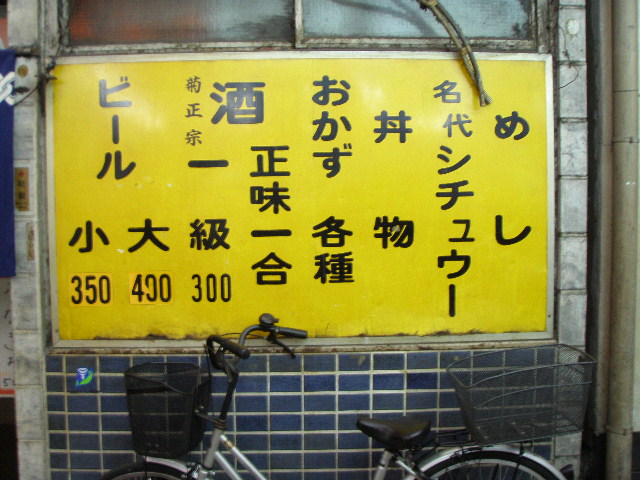 めし
丼物
名代シチュウー
おかず各種
酒
正味一合
菊正宗
一級
300
ビール
大
400
小
350